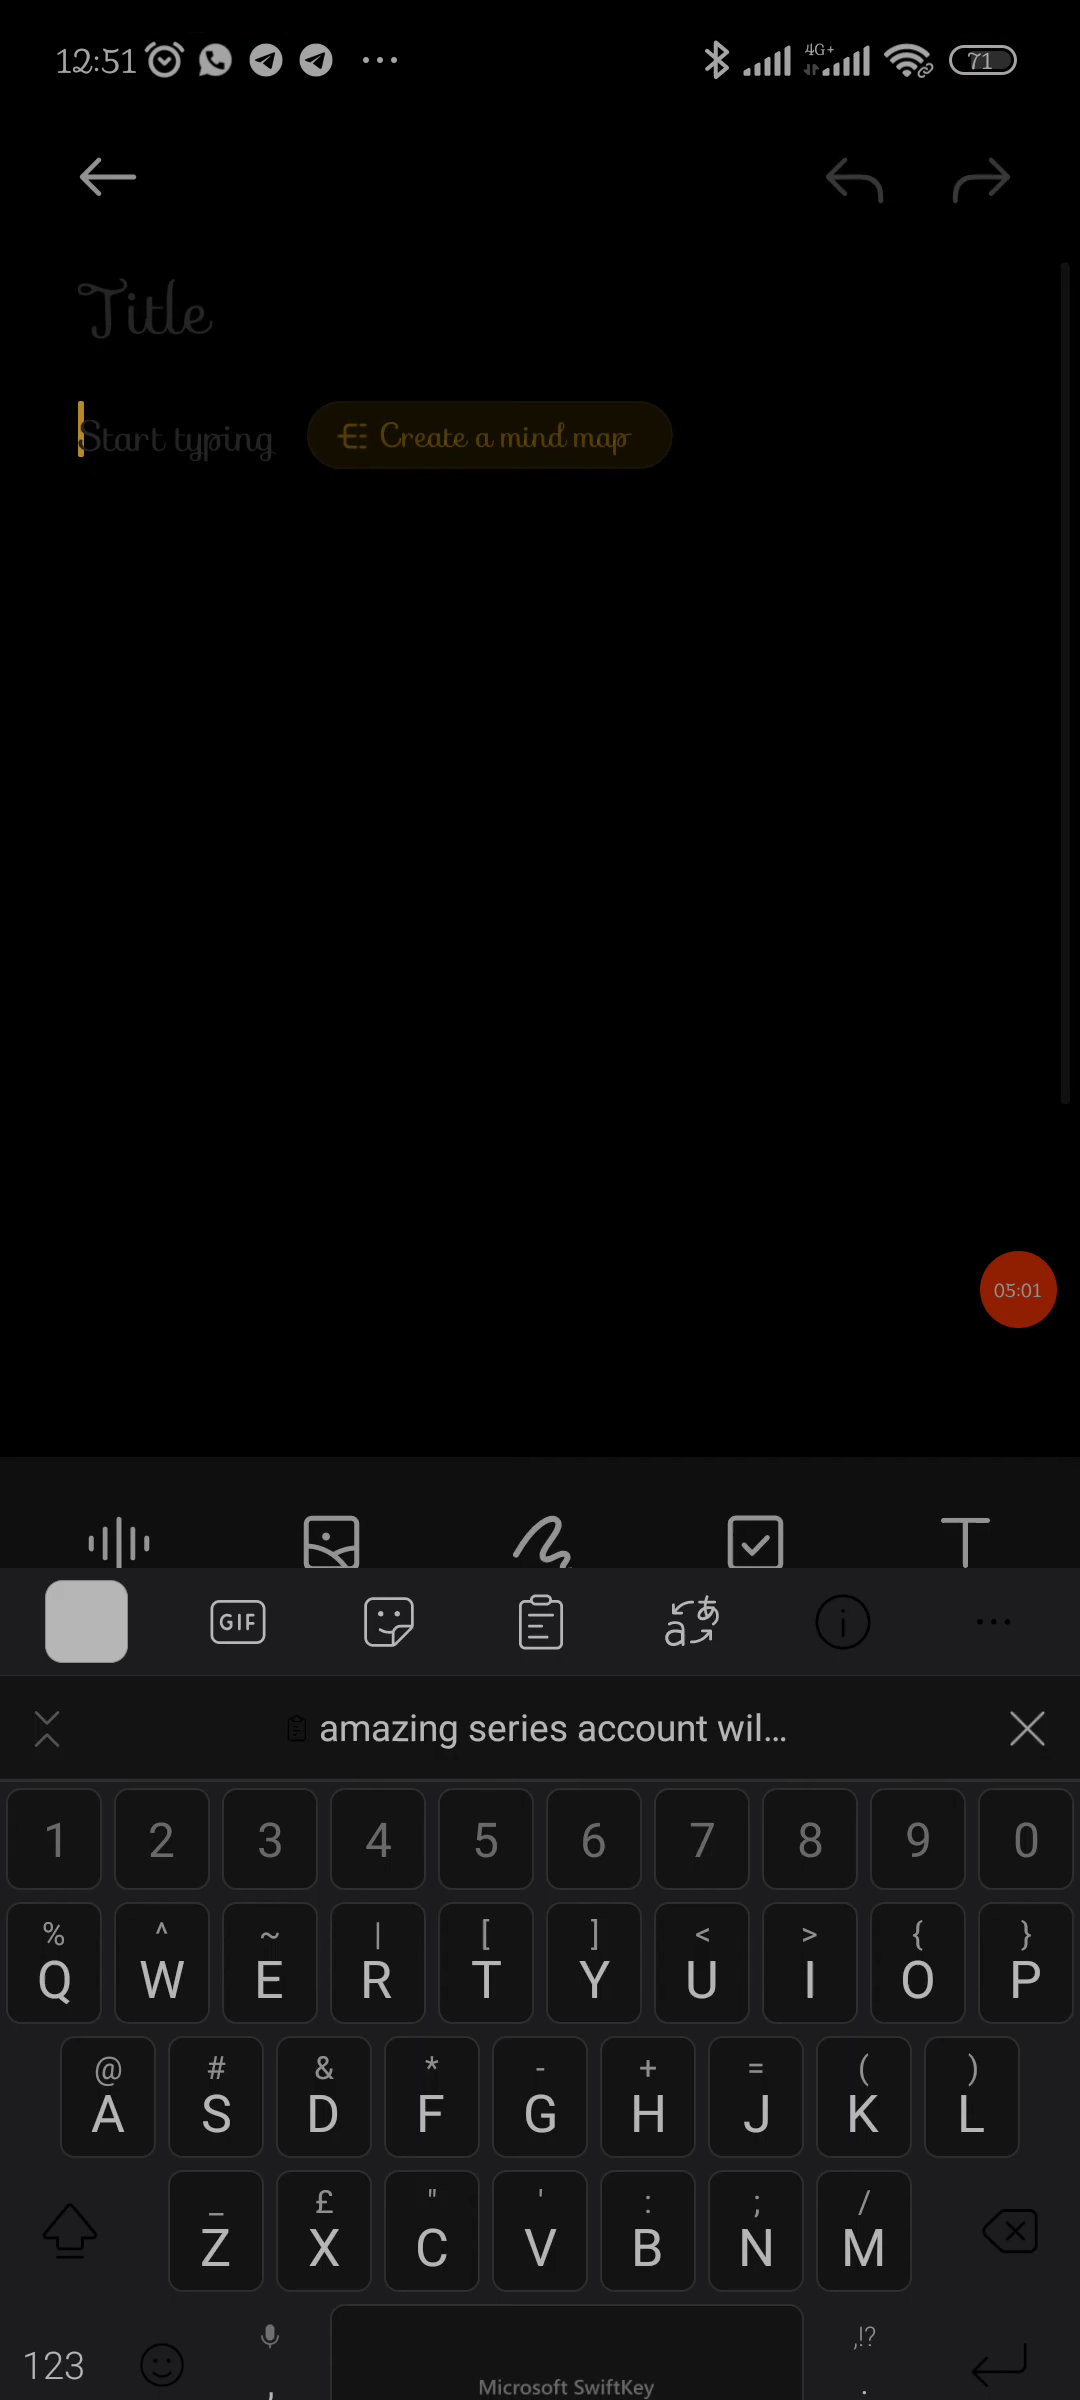 12:51 4G+ 71
Title
Start typing Create a mind map
05:01
GIF
amazing series account wil...
1 2 3 4 5 6 7 8 9 0
% ^ ~ | [ ] < > { }
Q W E R T Y U I O P
@ # & * - + = ( )
A S D F G H J K L
_ £ " ' : ; /
Z X C V B N M
,!?
123 , Microsoft SwiftKey .